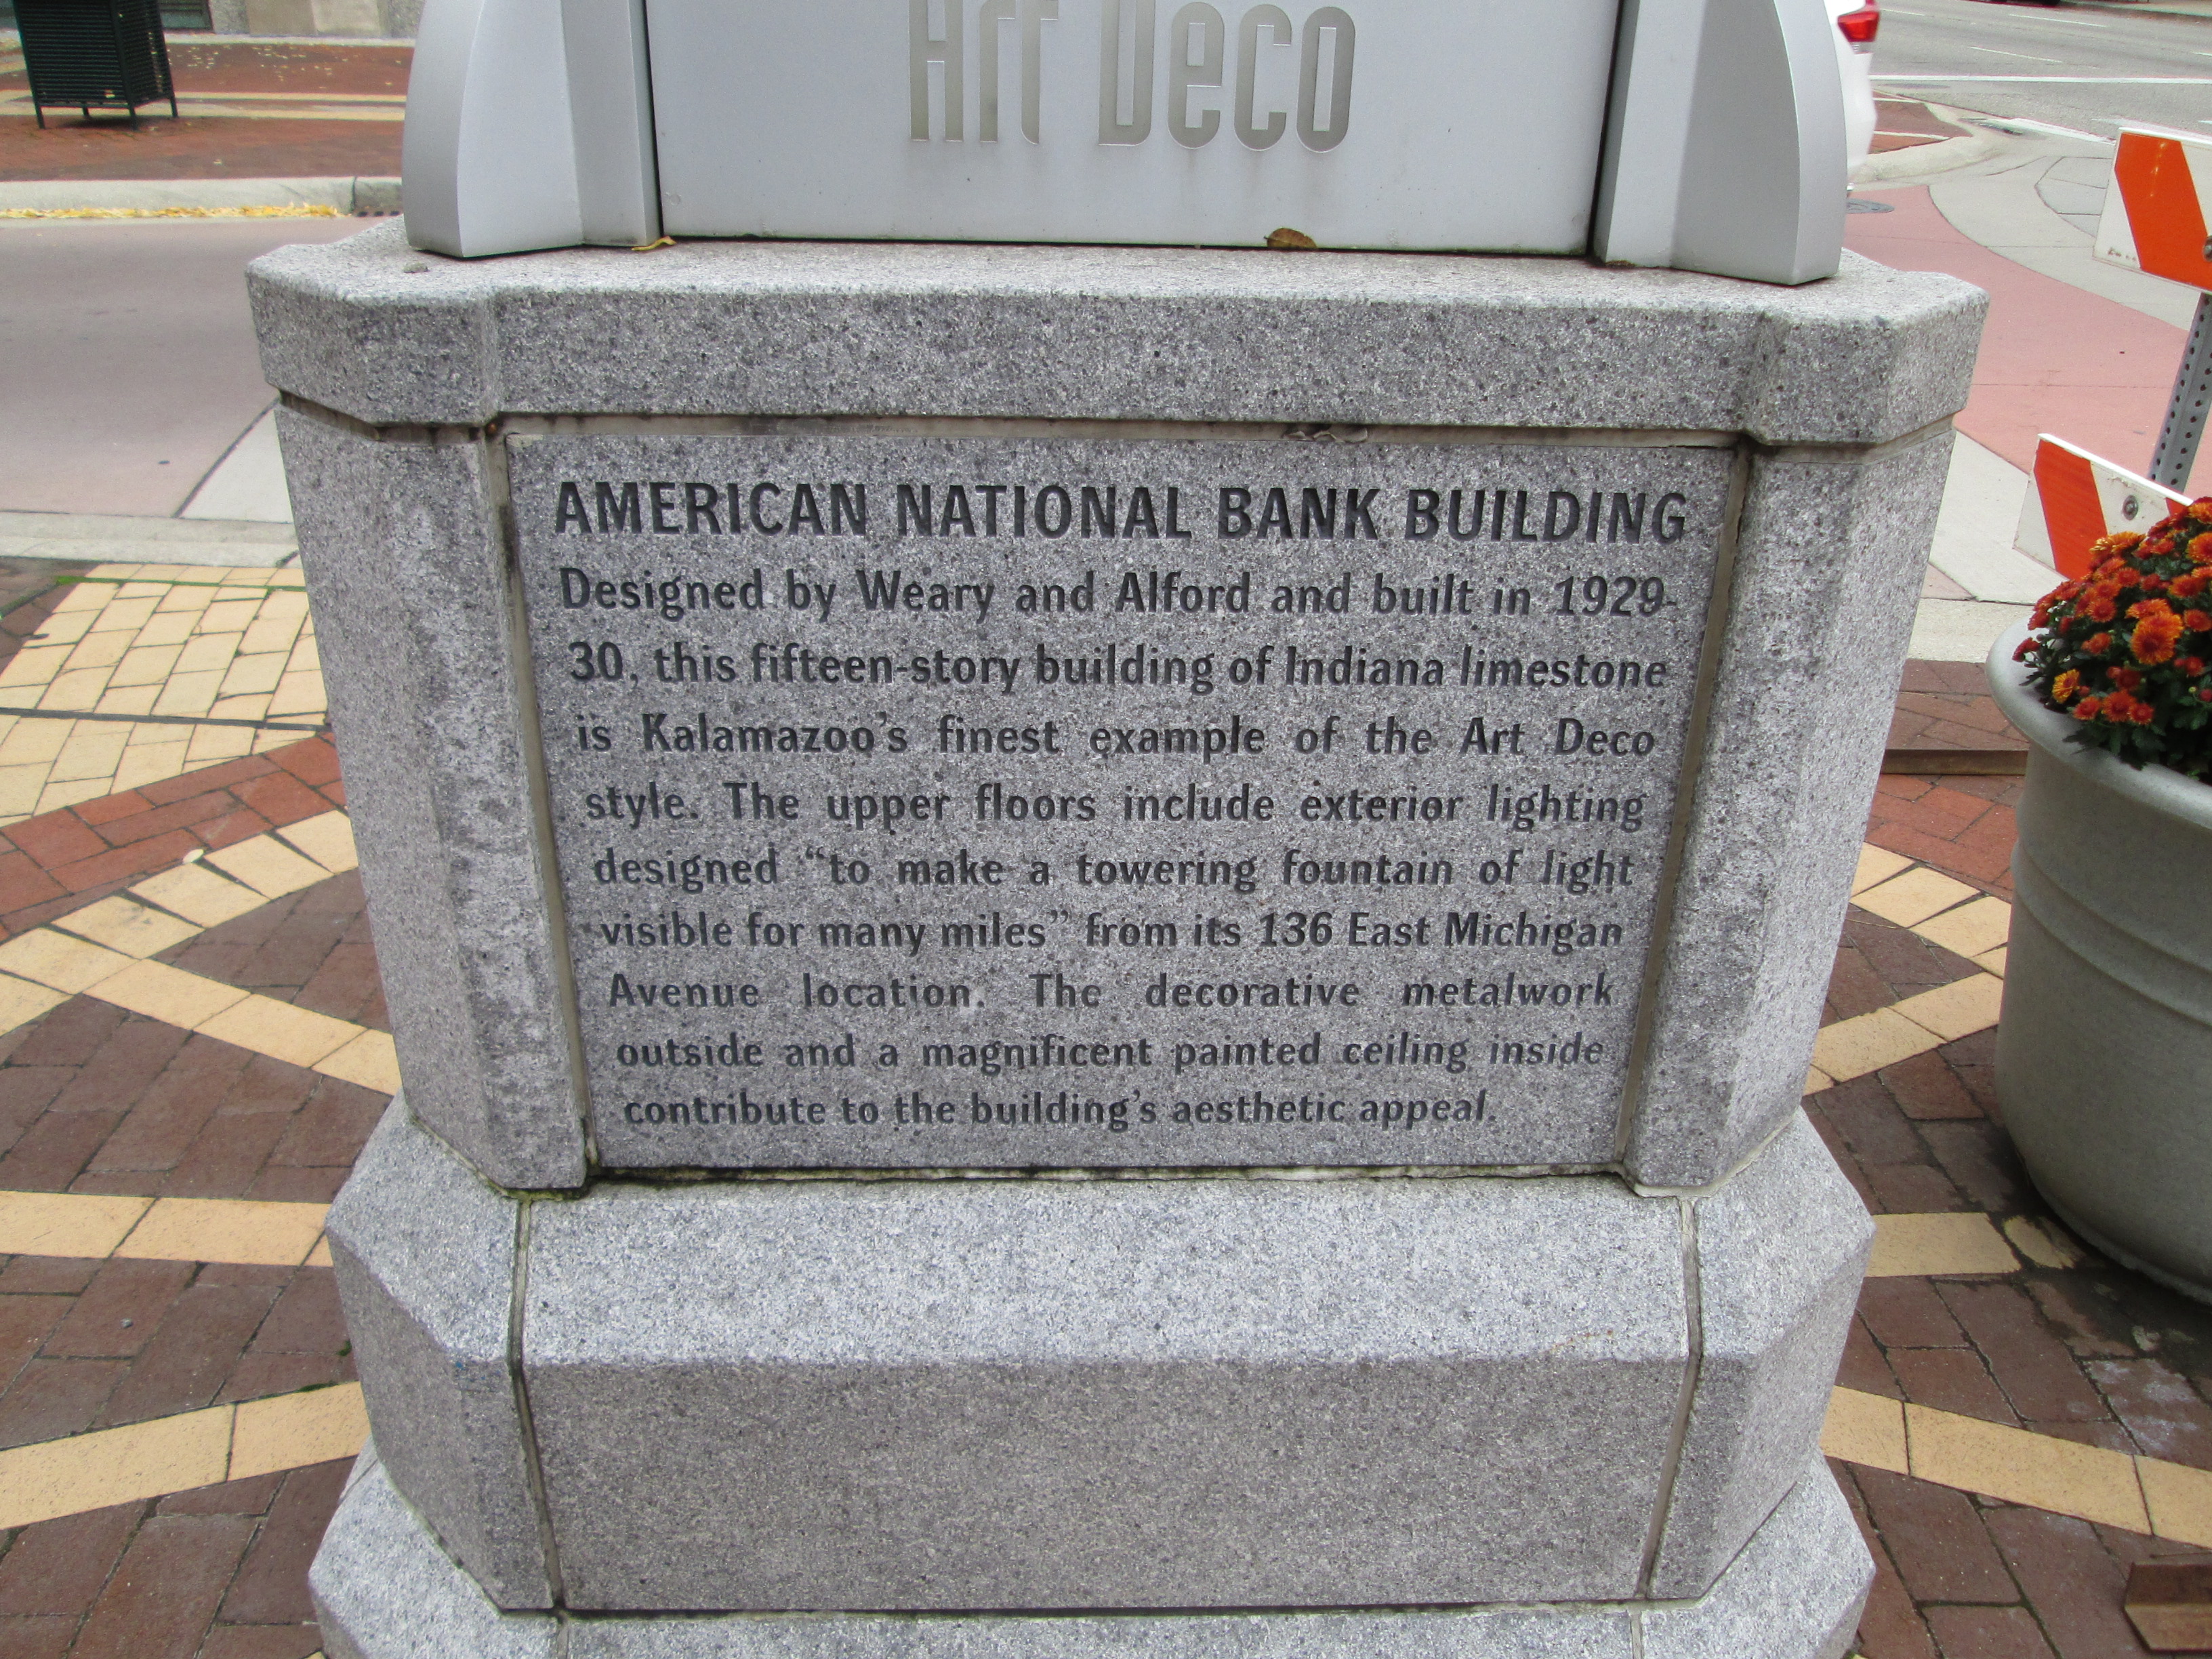 Art Deco
AMERICAN NATIONAL BANK BUILDING
Designed by Weary and Alford and built in 1929-
30, this fifteen-story building of Indiana limestone
is Kalamazoo's finest example of the Art Deco
style. The upper floors include exterior lighting
designed “to make a towering fountain of light
visible for many miles” from its 136 East Michigan
Avenue location. The decorative metalwork
outside and a magnificent painted ceiling inside
contribute to the building's aesthetic appeal.